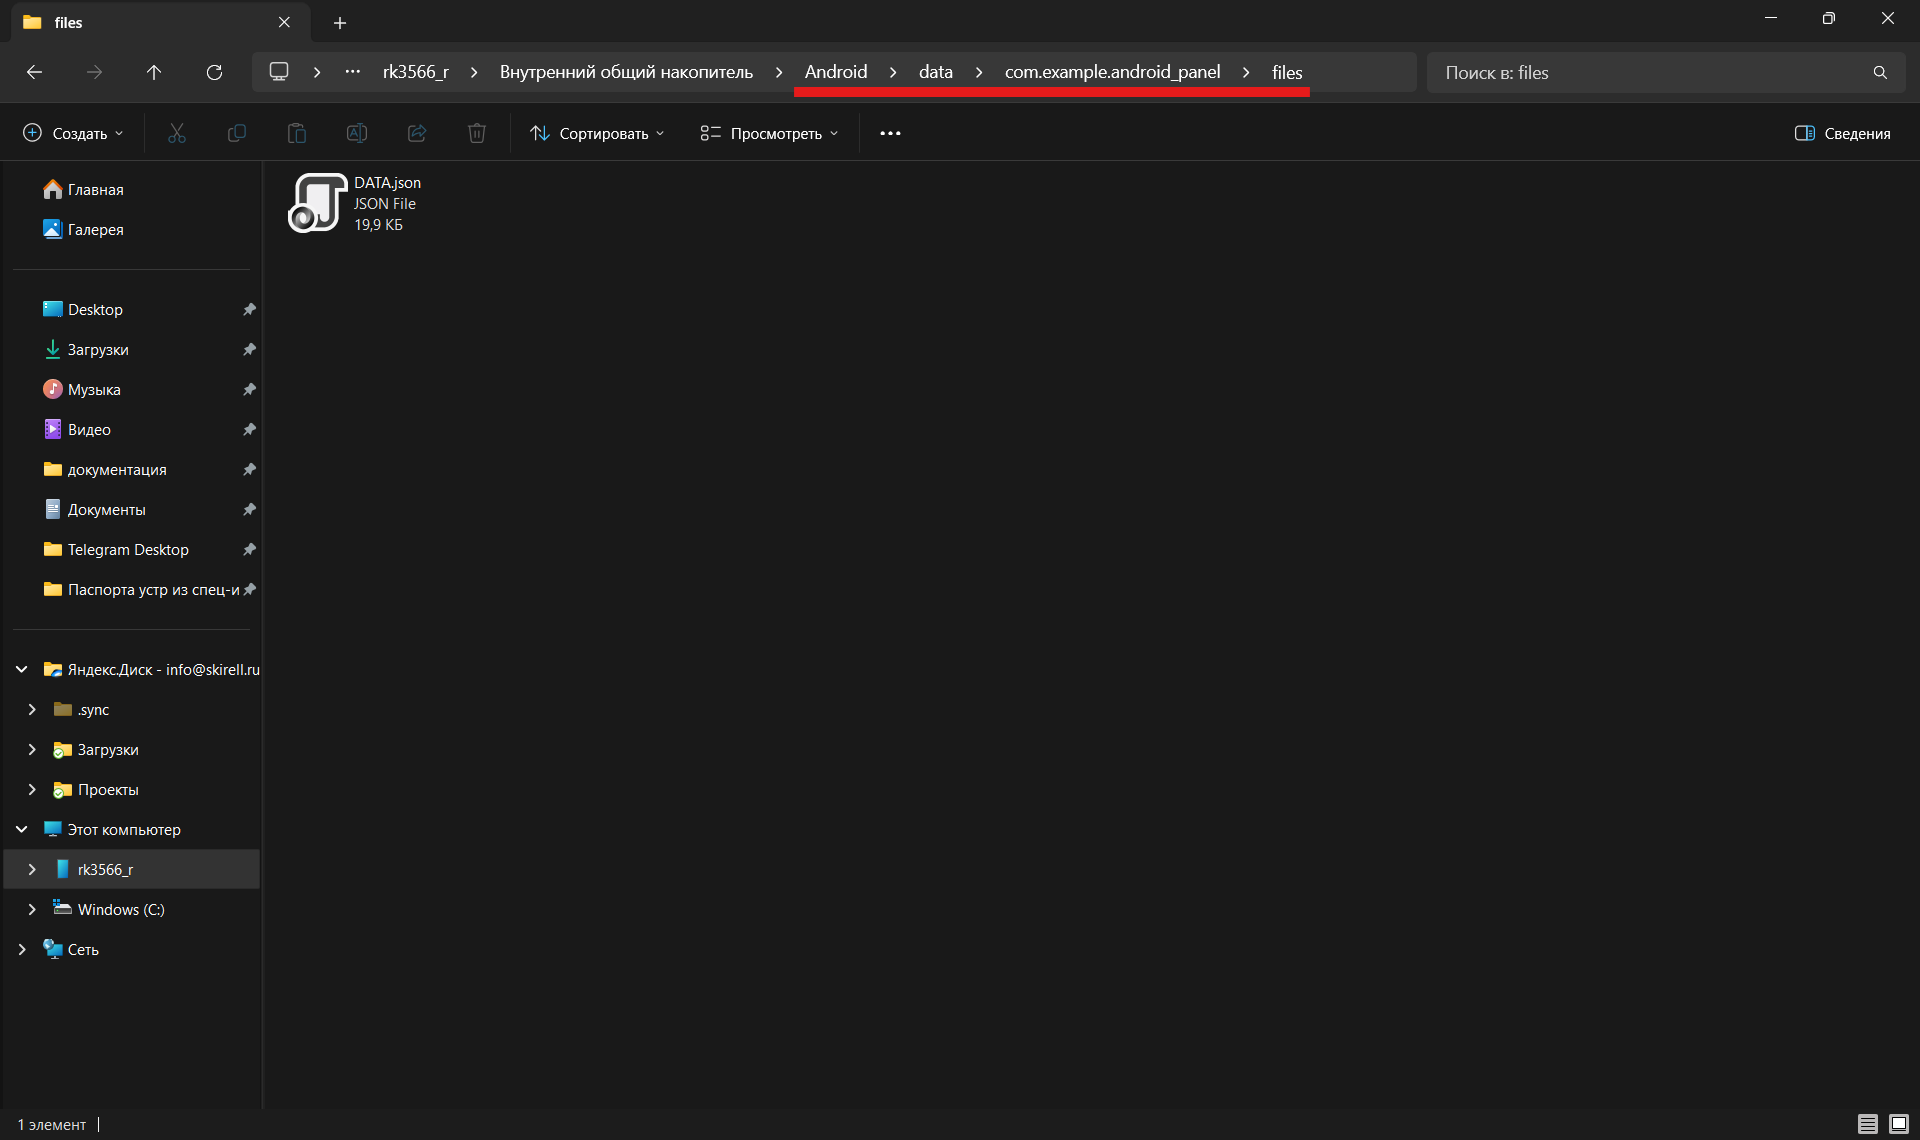 files
rk3566_r > Внутренний общий накопитель > Android > data > com.example.android_panel > files
Поиск в: files
Создать
Сортировать
Просмотреть
Сведения
Главная
Галерея
Desktop
Загрузки
Музыка
Видео
документация
Документы
Telegram Desktop
Паспорта устр из спец-и
Яндекс.Диск - info@skirell.ru
.sync
Загрузки
Проекты
Этот компьютер
rk3566_r
Windows (C:)
Сеть
DATA.json
JSON File
19,9 КБ
1 элемент